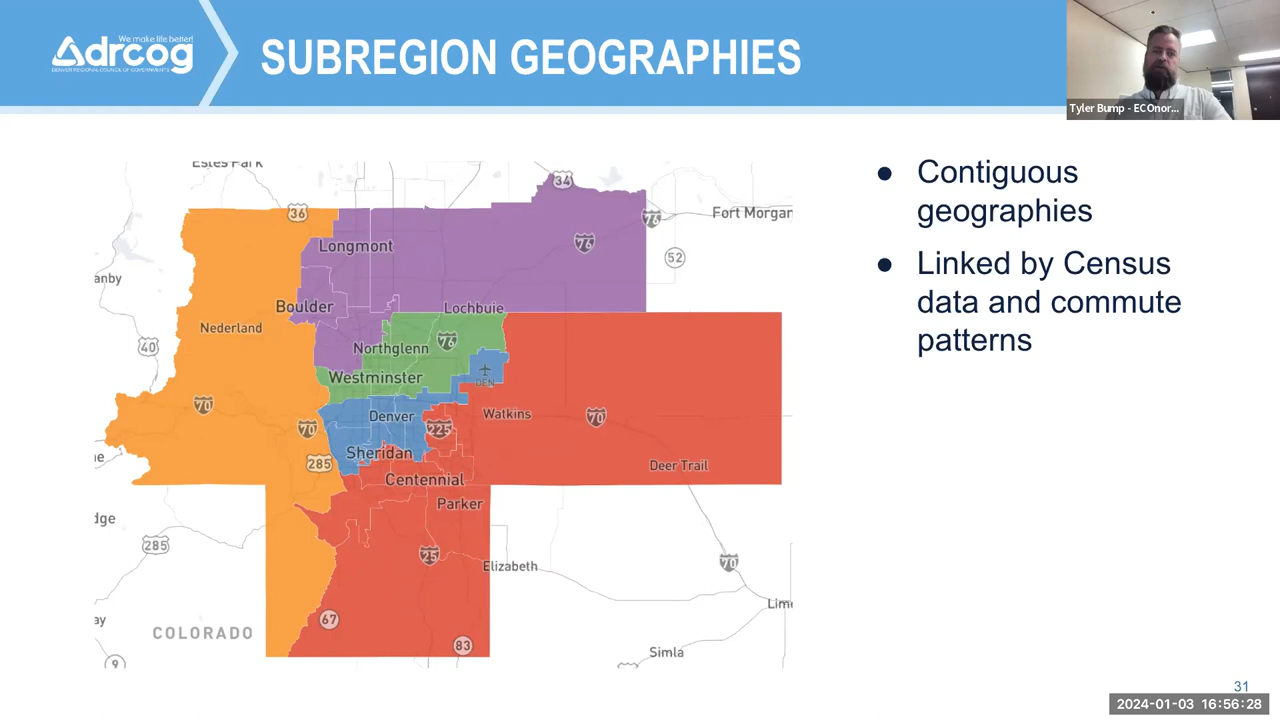 We make life better!
drcog
DENVER REGIONAL COUNCIL OF GOVERNMENTS
SUBREGION GEOGRAPHIES
Tyler Bump - ECOnor...
Contiguous
geographies
Linked by Census
data and commute
patterns
Estes Park
34
36
76
Fort Morgan
Longmont
76
52
anby
Boulder
Lochbuie
Nederland
76
40
Northglenn
Westminster
DEN
70
Denver
Watkins
70
70
225
Sheridan
285
Deer Trail
Centennial
Parker
dge
285
25
Elizabeth
70
Lim
67
ay
COLORADO
83
Simla
9
31
2024-01-03 16:56:28